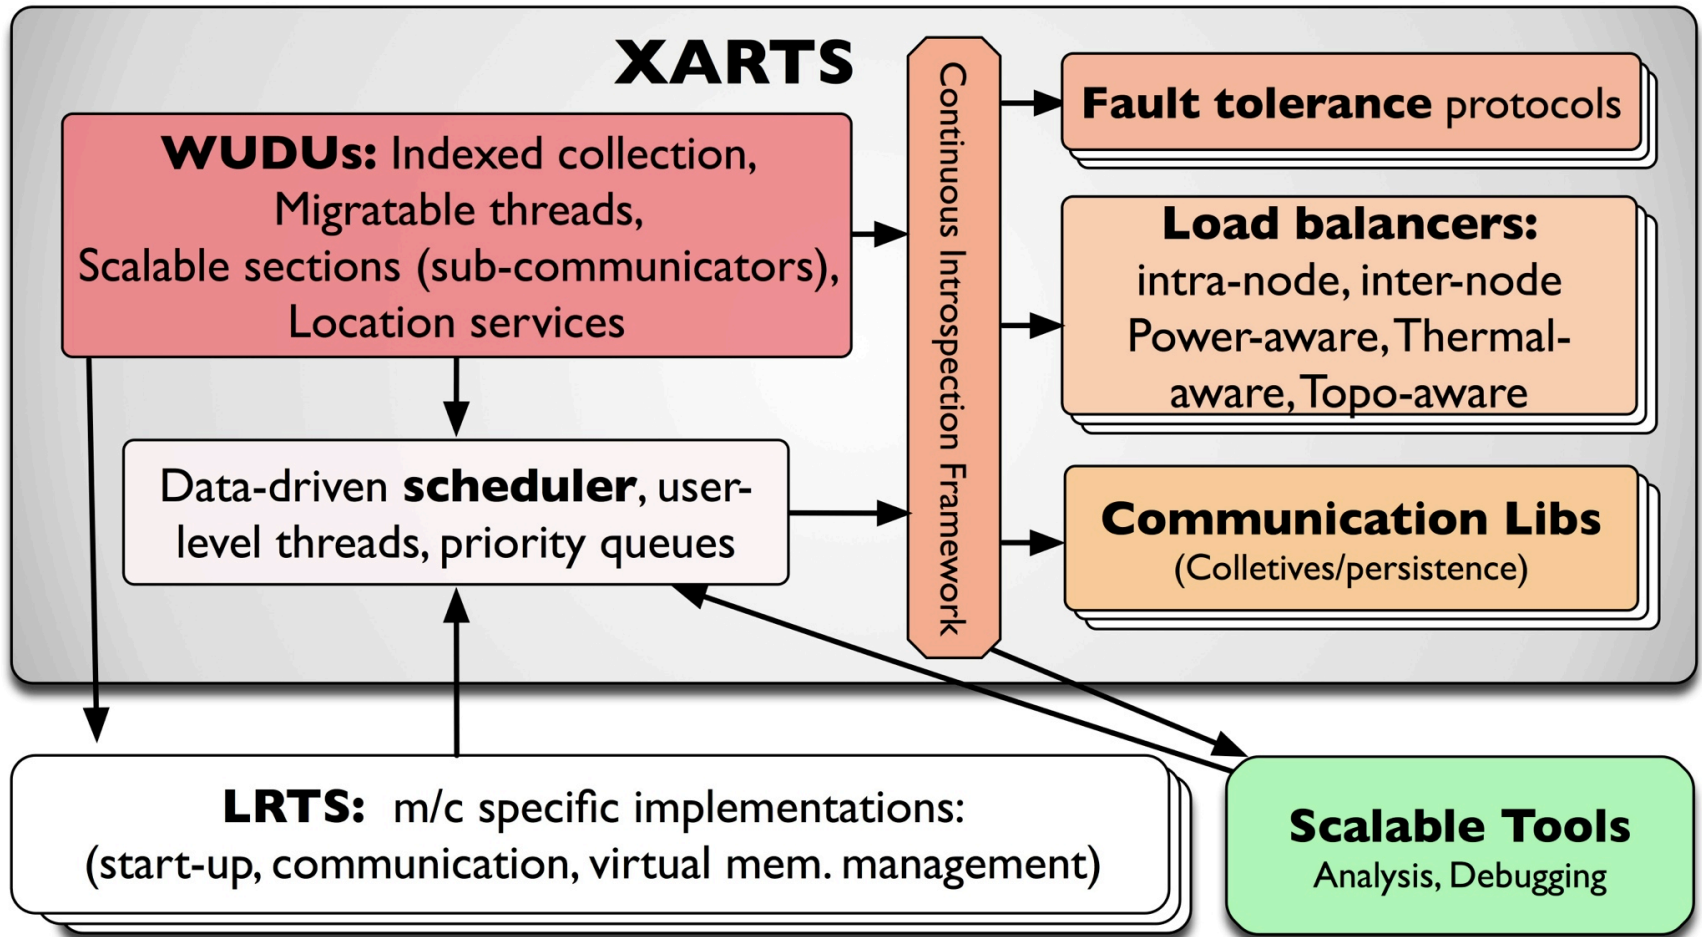 XARTS
WUDUs: Indexed collection,
Migratable threads,
Scalable sections (sub-communicators),
Location services
Data-driven scheduler, user-
level threads, priority queues
Continuous Introspection Framework
Fault tolerance protocols
Load balancers:
intra-node, inter-node
Power-aware, Thermal-
aware, Topo-aware
Communication Libs
(Colletives/persistence)
LRTS: m/c specific implementations:
(start-up, communication, virtual mem. management)
Scalable Tools
Analysis, Debugging